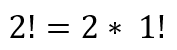 2! = 2 * 1!